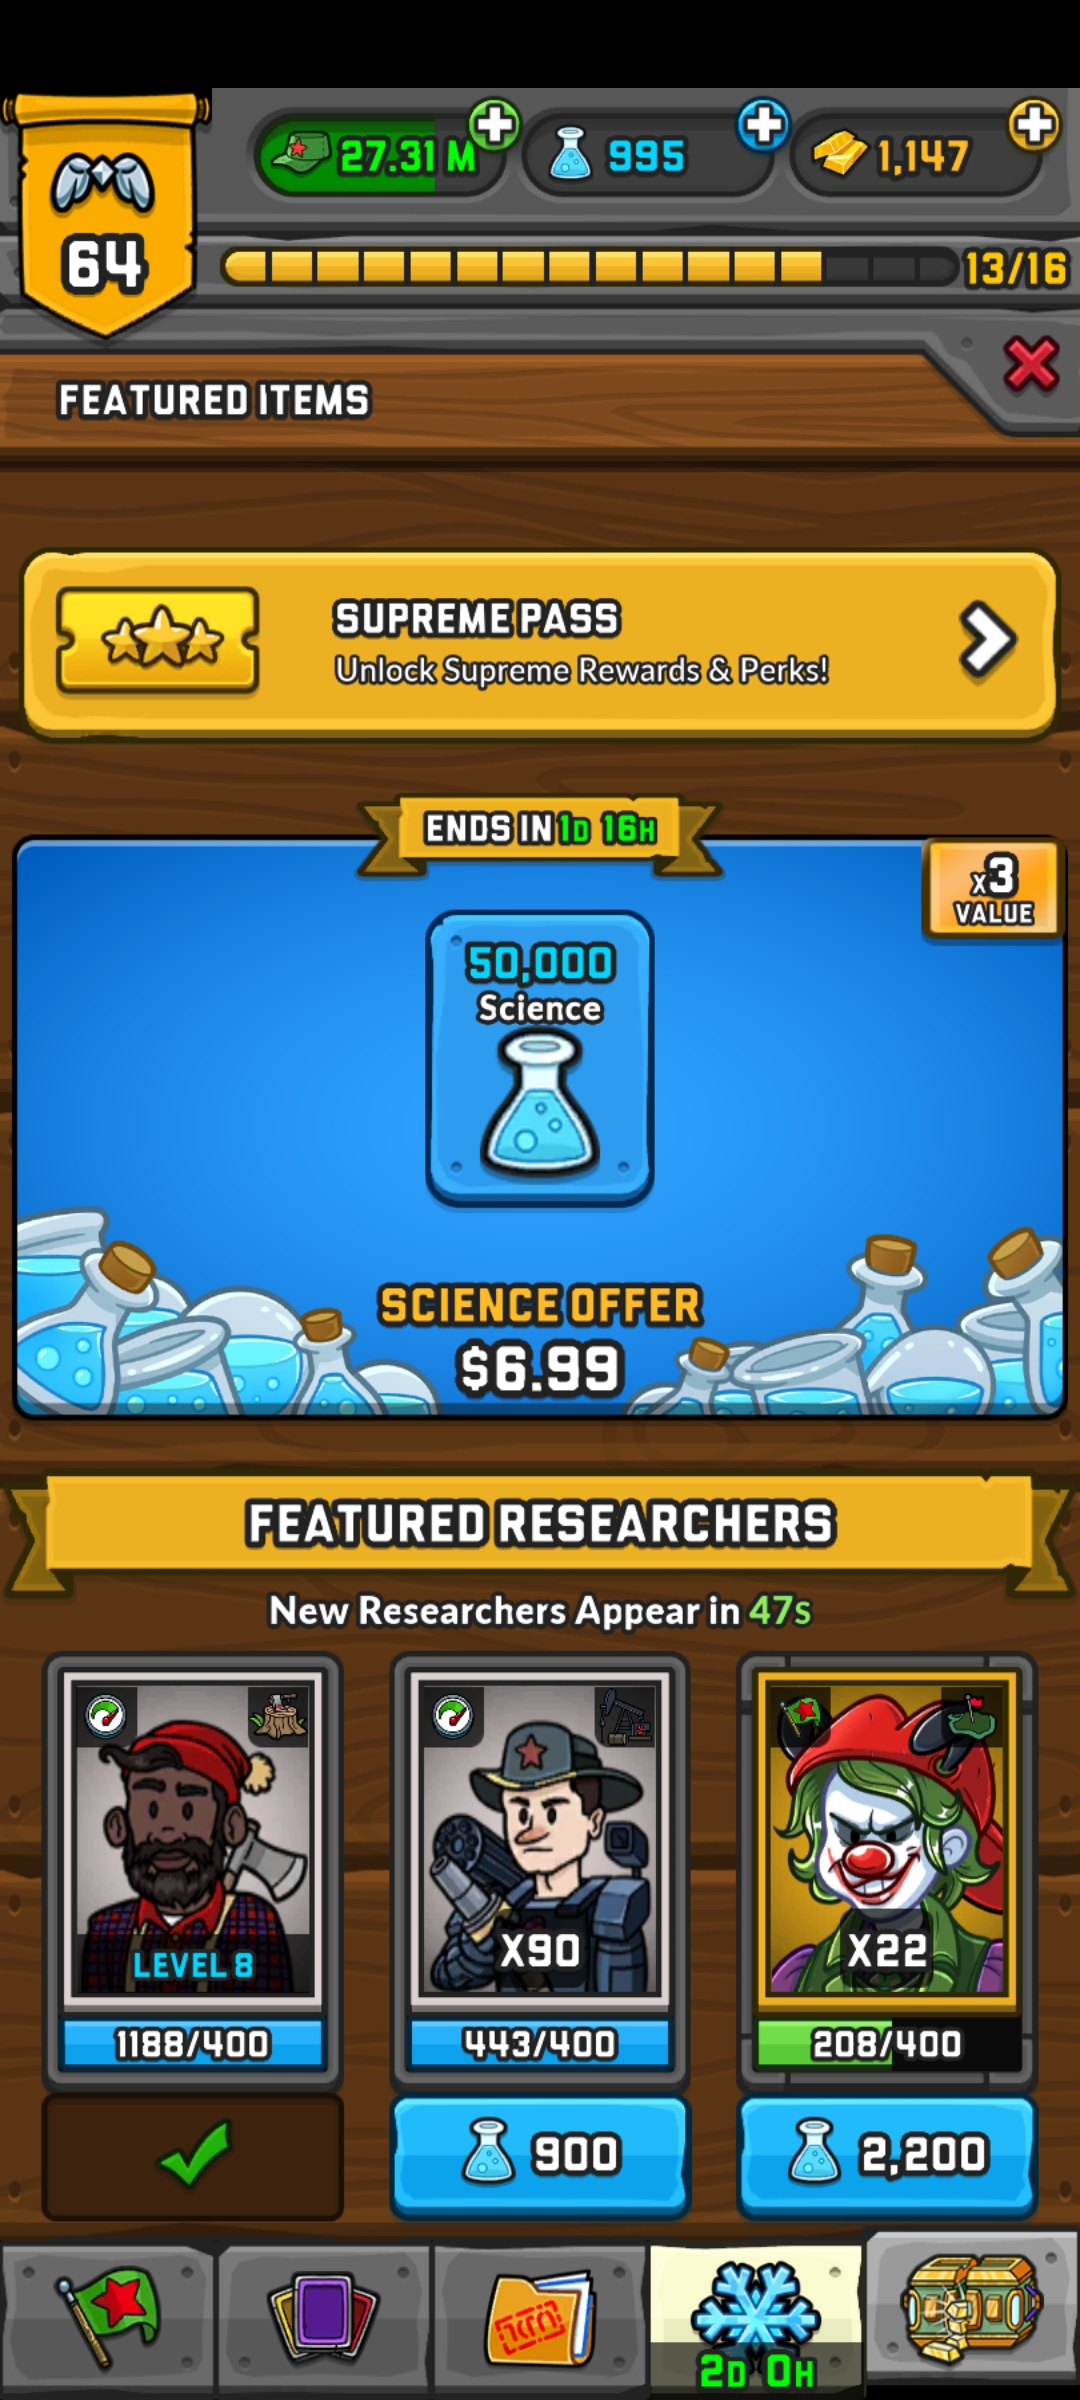 27.31 M
995
1,147
64
13/16
FEATURED ITEMS
SUPREME PASS
Unlock Supreme Rewards & Perks!
ENDS IN 1D 16H
x3
VALUE
50,000
Science
SCIENCE OFFER
$6.99
FEATURED RESEARCHERS
New Researchers Appear in 47s
LEVEL 8
X90
X22
1188/400
443/400
208/400
900
2,200
2D 0H